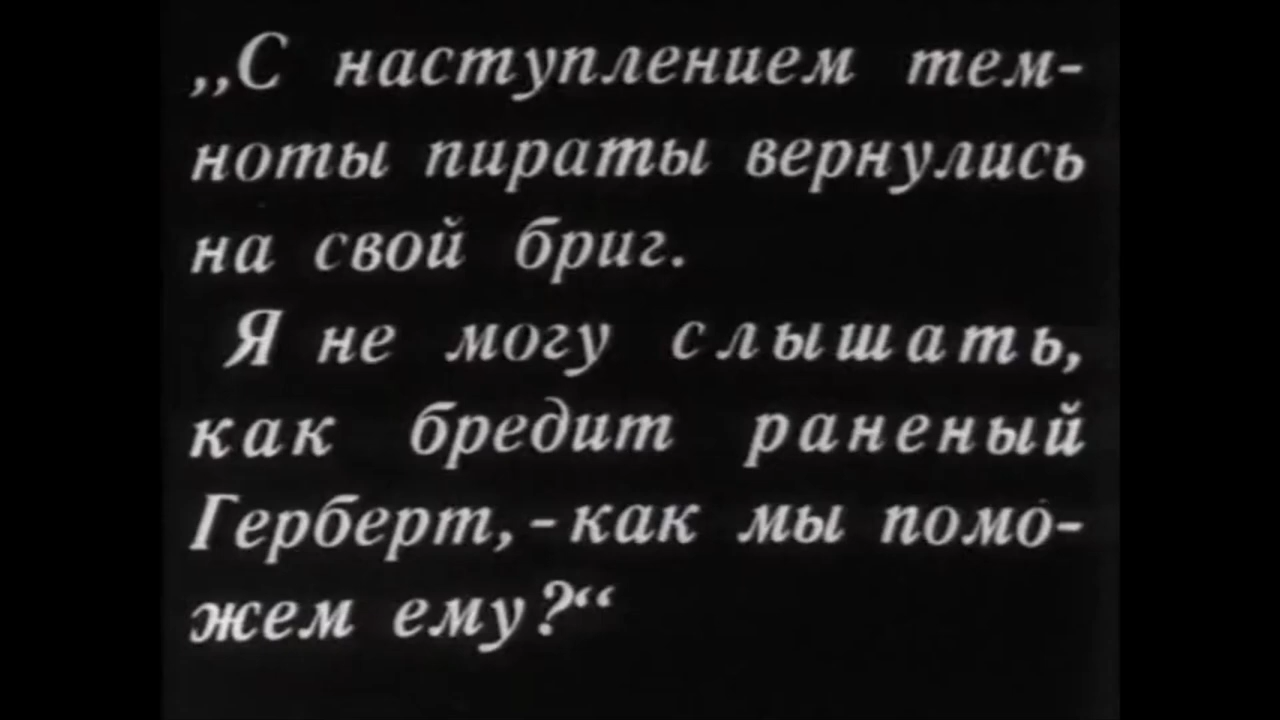 „С наступлением тем-
ноты пираты вернулись
на свой бриг.
Я не могу слышать,
как бредит раненый
Герберт,-как мы помо-
жем ему?“